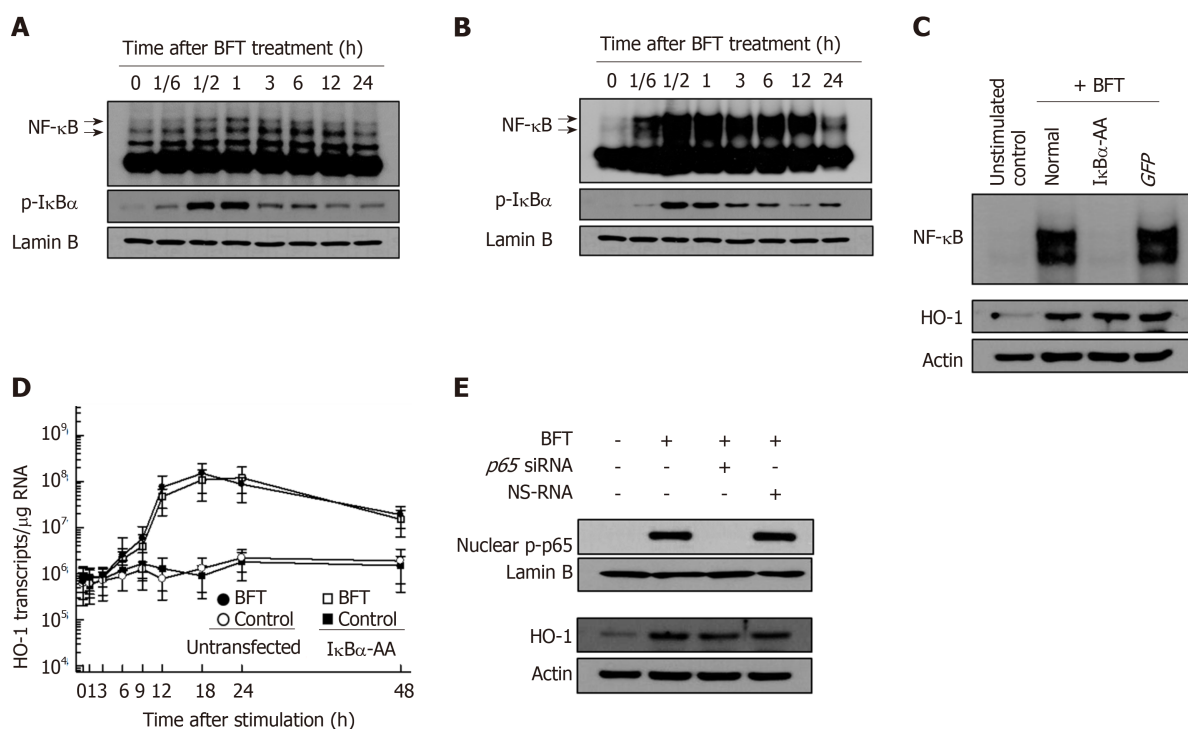 A
Time after BFT treatment (h)
0 1/6 1/2 1 3 6 12 24
NF-κB
p-IκBα
Lamin B
B
Time after BFT treatment (h)
0 1/6 1/2 1 3 6 12 24
NF-κB
p-IκBα
Lamin B
C
+ BFT
Unstimulated
control
Normal
IκBα-AA
GFP
NF-κB
HO-1
Actin
D
HO-1 transcripts/μg RNA
10⁹
10⁸
10⁷
10⁶
10⁵
10⁴
BFT BFT
Control Control
Untransfected IκBα-AA
0 1 3 6 9 12 18 24 48
Time after stimulation (h)
E
BFT - + + +
p65 siRNA - - + -
NS-RNA - - - +
Nuclear p-p65
Lamin B
HO-1
Actin